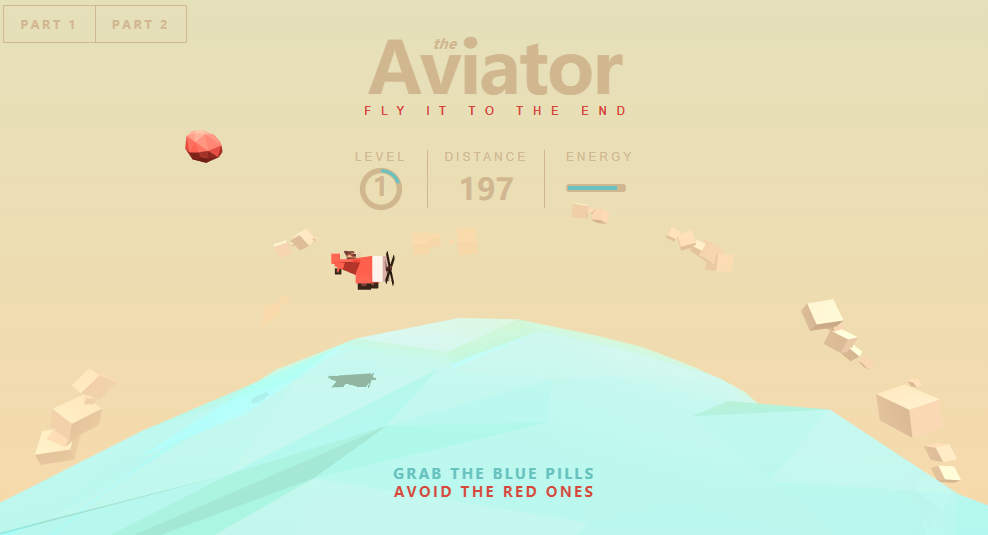 PART 1 PART 2
the
Aviator
FLY IT TO THE END
LEVEL DISTANCE ENERGY
1 197
GRAB THE BLUE PILLS
AVOID THE RED ONES